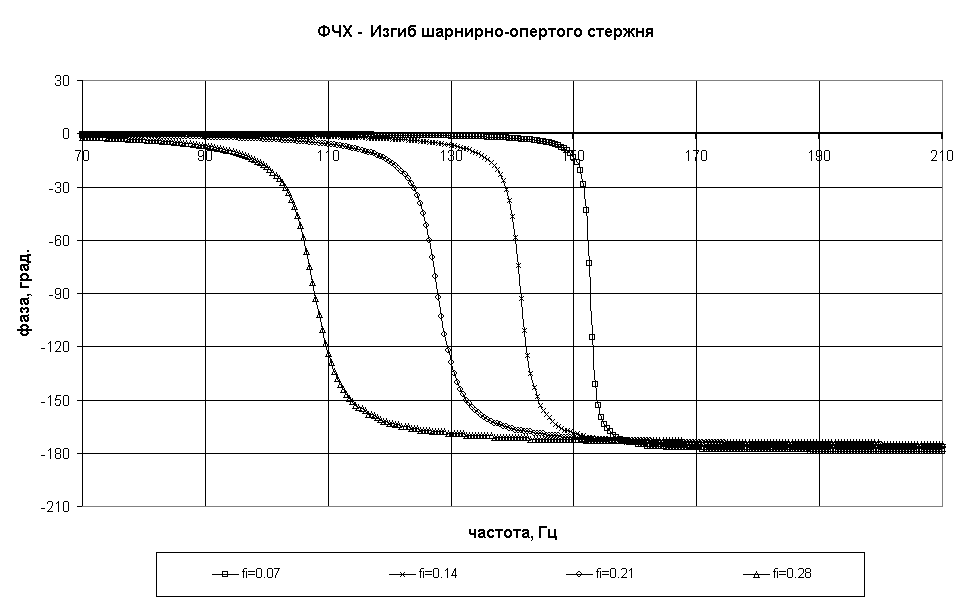 ФЧХ - Изгиб шарнирно-опертого стержня
30
0
70 90 110 130 150 170 190 210
-30
-60
-90
-120
-150
-180
-210
фаза, град.
частота, Гц
fi=0.07 fi=0.14 fi=0.21 fi=0.28